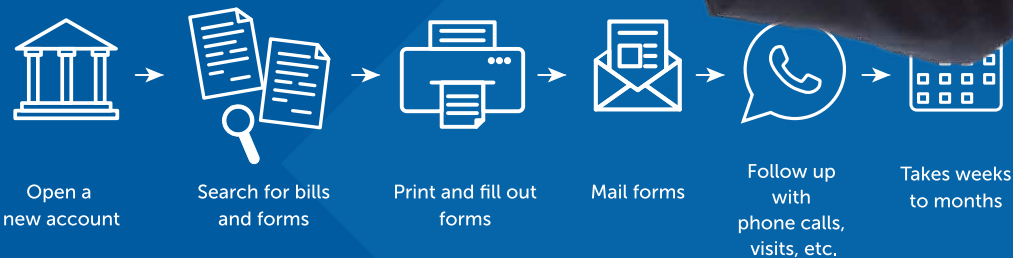 Open a
new account
Search for bills
and forms
Print and fill out
forms
Mail forms
Follow up
with
phone calls,
visits, etc.
Takes weeks
to months